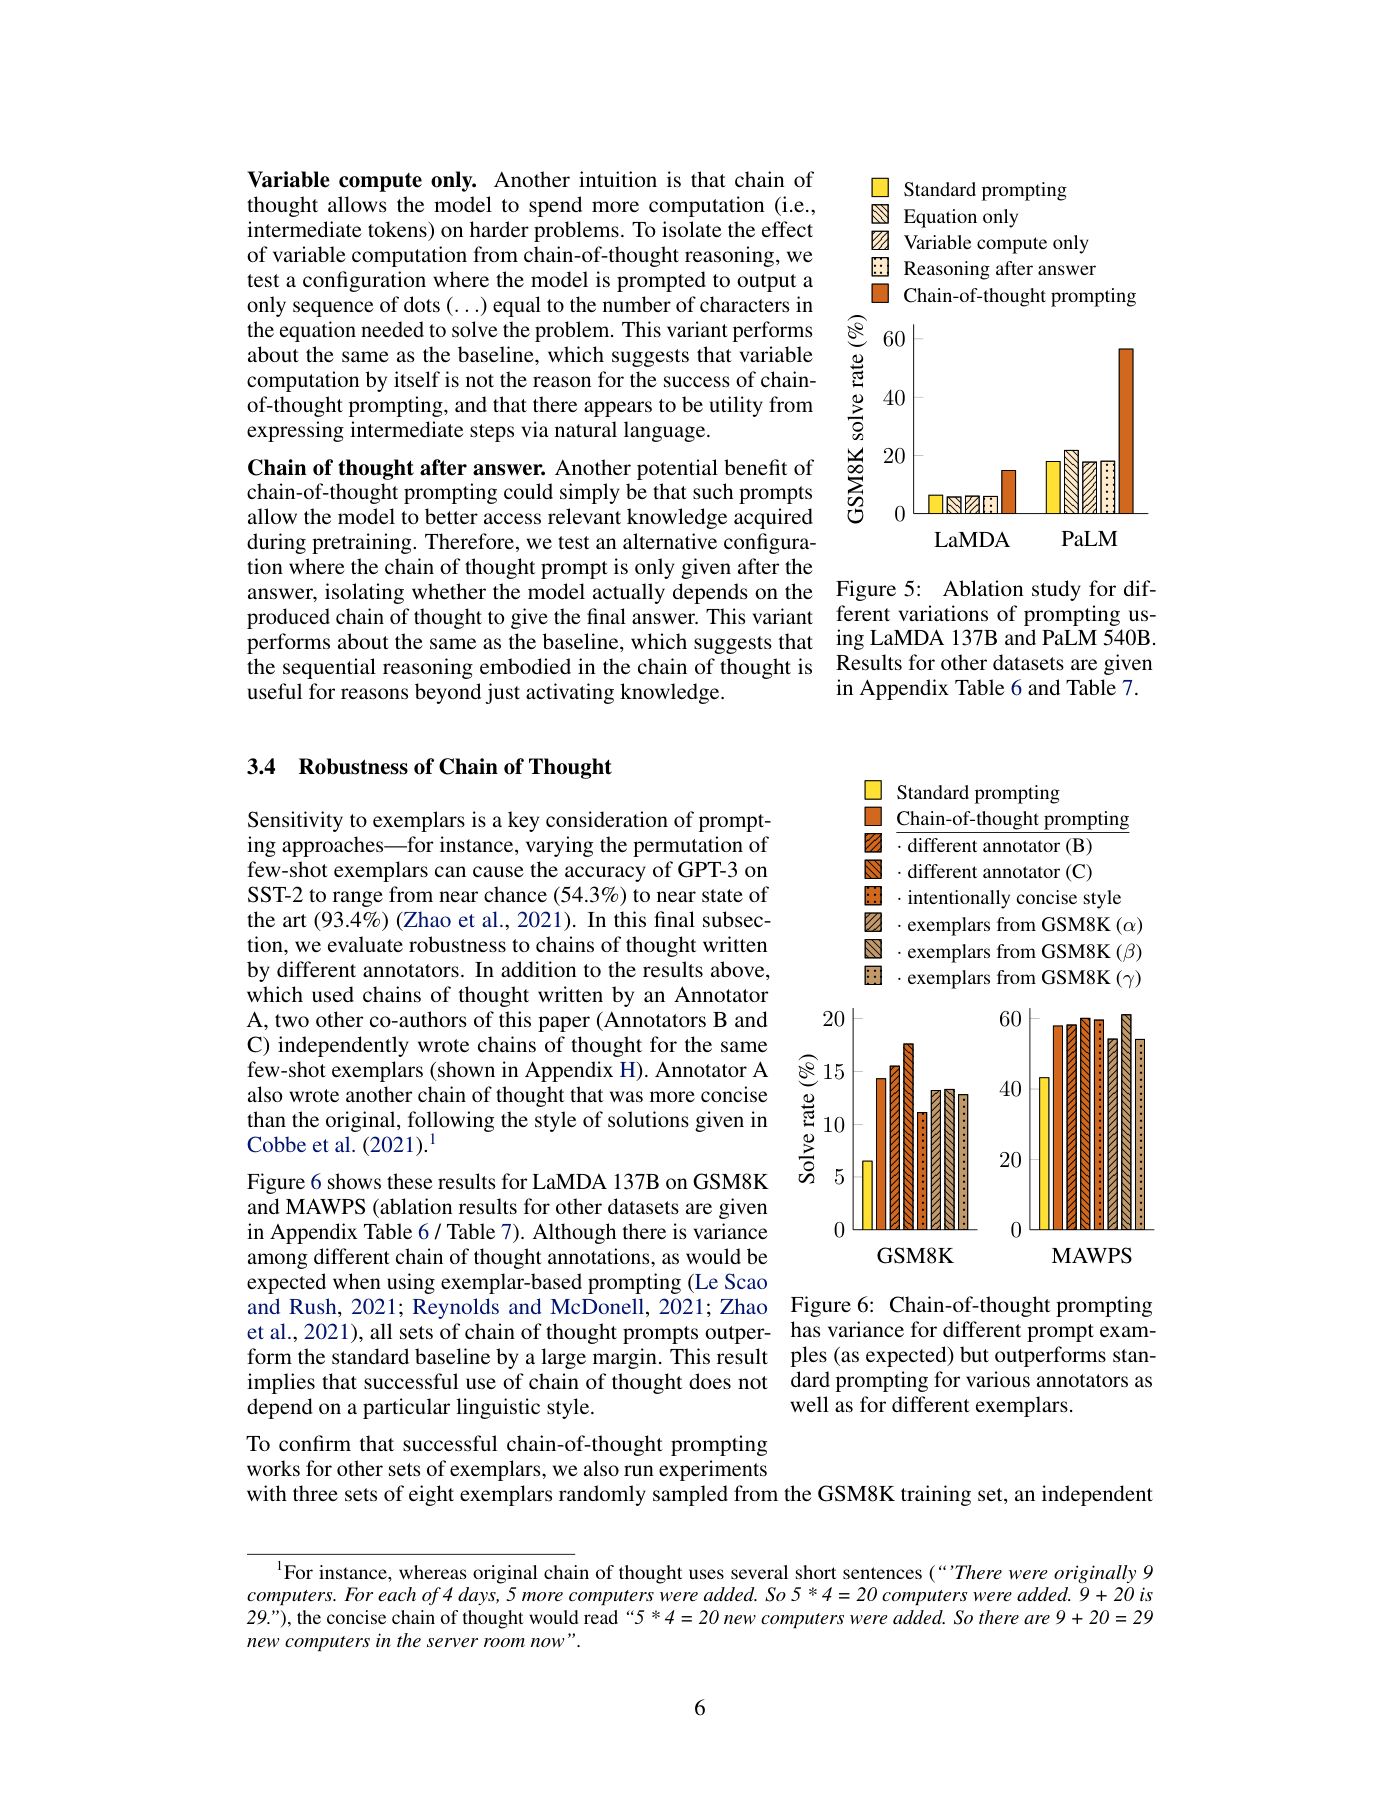 Variable compute only. Another intuition is that chain of
thought allows the model to spend more computation (i.e.,
intermediate tokens) on harder problems. To isolate the effect
of variable computation from chain-of-thought reasoning, we
test a configuration where the model is prompted to output a
only sequence of dots (. . .) equal to the number of characters in
the equation needed to solve the problem. This variant performs
about the same as the baseline, which suggests that variable
computation by itself is not the reason for the success of chain-
of-thought prompting, and that there appears to be utility from
expressing intermediate steps via natural language.
Chain of thought after answer. Another potential benefit of
chain-of-thought prompting could simply be that such prompts
allow the model to better access relevant knowledge acquired
during pretraining. Therefore, we test an alternative configura-
tion where the chain of thought prompt is only given after the
answer, isolating whether the model actually depends on the
produced chain of thought to give the final answer. This variant
performs about the same as the baseline, which suggests that
the sequential reasoning embodied in the chain of thought is
useful for reasons beyond just activating knowledge.
Standard prompting
Equation only
Variable compute only
Reasoning after answer
Chain-of-thought prompting
GSM8K solve rate (%)
60
40
20
0
LaMDA
PaLM
Figure 5: Ablation study for dif-
ferent variations of prompting us-
ing LaMDA 137B and PaLM 540B.
Results for other datasets are given
in Appendix Table 6 and Table 7.
3.4 Robustness of Chain of Thought
Sensitivity to exemplars is a key consideration of prompt-
ing approaches—for instance, varying the permutation of
few-shot exemplars can cause the accuracy of GPT-3 on
SST-2 to range from near chance (54.3%) to near state of
the art (93.4%) (Zhao et al., 2021). In this final subsec-
tion, we evaluate robustness to chains of thought written
by different annotators. In addition to the results above,
which used chains of thought written by an Annotator
A, two other co-authors of this paper (Annotators B and
C) independently wrote chains of thought for the same
few-shot exemplars (shown in Appendix H). Annotator A
also wrote another chain of thought that was more concise
than the original, following the style of solutions given in
Cobbe et al. (2021).1
Figure 6 shows these results for LaMDA 137B on GSM8K
and MAWPS (ablation results for other datasets are given
in Appendix Table 6 / Table 7). Although there is variance
among different chain of thought annotations, as would be
expected when using exemplar-based prompting (Le Scao
and Rush, 2021; Reynolds and McDonell, 2021; Zhao
et al., 2021), all sets of chain of thought prompts outper-
form the standard baseline by a large margin. This result
implies that successful use of chain of thought does not
depend on a particular linguistic style.
Standard prompting
Chain-of-thought prompting
· different annotator (B)
· different annotator (C)
· intentionally concise style
· exemplars from GSM8K (α)
· exemplars from GSM8K (β)
· exemplars from GSM8K (γ)
Solve rate (%)
20
15
10
5
0
GSM8K
60
40
20
0
MAWPS
Figure 6: Chain-of-thought prompting
has variance for different prompt exam-
ples (as expected) but outperforms stan-
dard prompting for various annotators as
well as for different exemplars.
To confirm that successful chain-of-thought prompting
works for other sets of exemplars, we also run experiments
with three sets of eight exemplars randomly sampled from the GSM8K training set, an independent
1For instance, whereas original chain of thought uses several short sentences (“’There were originally 9
computers. For each of 4 days, 5 more computers were added. So 5 * 4 = 20 computers were added. 9 + 20 is
29.”), the concise chain of thought would read “5 * 4 = 20 new computers were added. So there are 9 + 20 = 29
new computers in the server room now”.
6